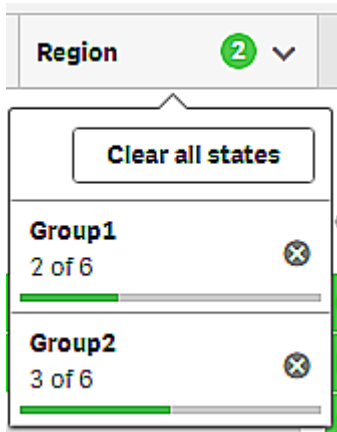 Region 2
Clear all states
Group1
2 of 6
Group2
3 of 6